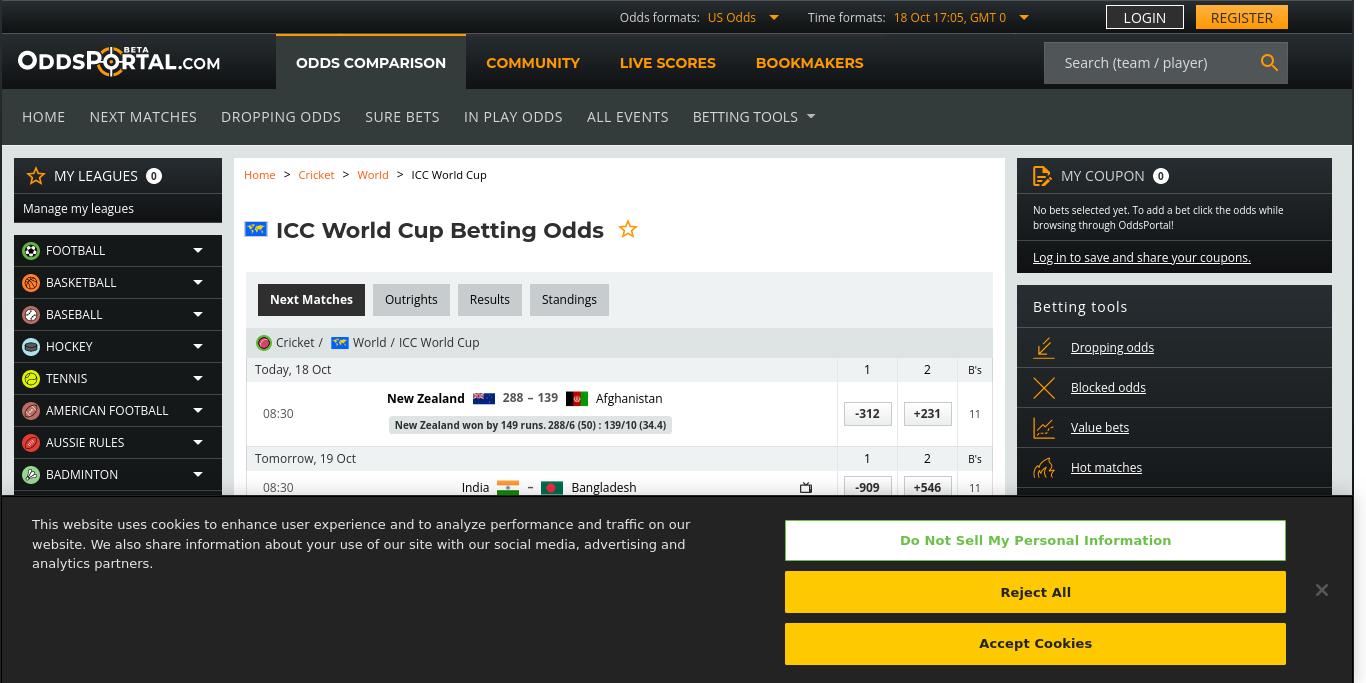 Odds formats: US Odds Time formats: 18 Oct 17:05, GMT 0 LOGIN REGISTER
ODDSPORTAL.COM BETA ODDS COMPARISON COMMUNITY LIVE SCORES BOOKMAKERS Search (team / player)
HOME NEXT MATCHES DROPPING ODDS SURE BETS IN PLAY ODDS ALL EVENTS BETTING TOOLS
MY LEAGUES 0
Manage my leagues
FOOTBALL
BASKETBALL
BASEBALL
HOCKEY
TENNIS
AMERICAN FOOTBALL
AUSSIE RULES
BADMINTON
Home > Cricket > World > ICC World Cup
ICC World Cup Betting Odds
Next Matches Outrights Results Standings
Cricket / World / ICC World Cup
Today, 18 Oct 1 2 B's
08:30 New Zealand 288 – 139 Afghanistan -312 +231 11
New Zealand won by 149 runs. 288/6 (50) : 139/10 (34.4)
Tomorrow, 19 Oct 1 2 B's
08:30 India – Bangladesh -909 +546 11
MY COUPON 0
No bets selected yet. To add a bet click the odds while
browsing through OddsPortal!
Log in to save and share your coupons.
Betting tools
Dropping odds
Blocked odds
Value bets
Hot matches
This website uses cookies to enhance user experience and to analyze performance and traffic on our
website. We also share information about your use of our site with our social media, advertising and
analytics partners.
Do Not Sell My Personal Information
Reject All
Accept Cookies